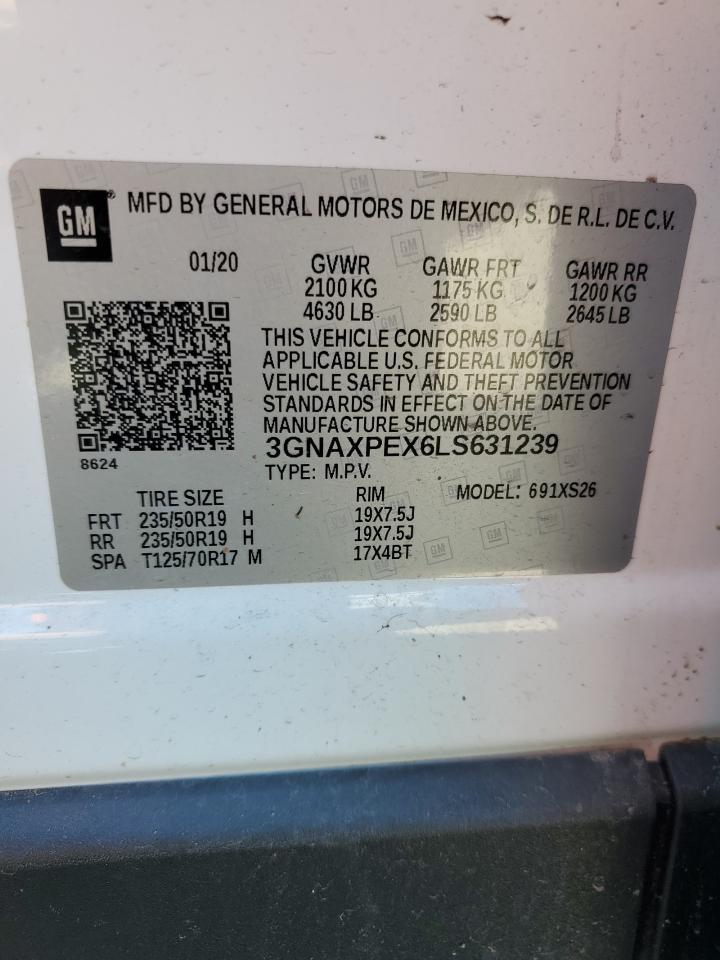 GM® MFD BY GENERAL MOTORS DE MEXICO, S. DE R.L. DE C.V.
01/20 GVWR GAWR FRT GAWR RR
2100 KG 1175 KG 1200 KG
4630 LB 2590 LB 2645 LB
THIS VEHICLE CONFORMS TO ALL
APPLICABLE U.S. FEDERAL MOTOR
VEHICLE SAFETY AND THEFT PREVENTION
STANDARDS IN EFFECT ON THE DATE OF
MANUFACTURE SHOWN ABOVE.
3GNAXPEX6LS631239
8624
TYPE: M.P.V.
TIRE SIZE RIM MODEL: 691XS26
FRT 235/50R19 H 19X7.5J
RR 235/50R19 H 19X7.5J
SPA T125/70R17 M 17X4BT